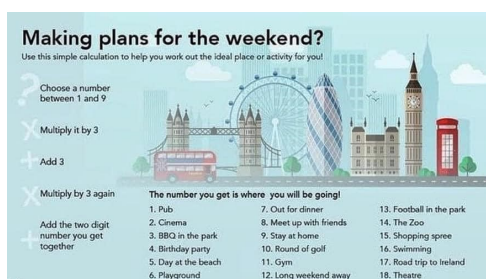 Making plans for the weekend?
Use this simple calculation to help you work out the ideal place or activity for you!
?
Choose a number
between 1 and 9
X
Multiply it by 3
+
Add 3
X
Multiply by 3 again
+
Add the two digit
number you get
together
The number you get is where you will be going!
1. Pub
2. Cinema
3. BBQ in the park
4. Birthday party
5. Day at the beach
6. Playground
7. Out for dinner
8. Meet up with friends
9. Stay at home
10. Round of golf
11. Gym
12. Long weekend away
13. Football in the park
14. The Zoo
15. Shopping spree
16. Swimming
17. Road trip to Ireland
18. Theatre